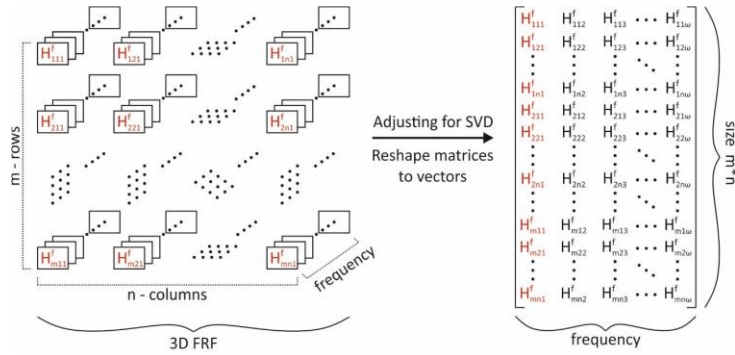 m - rows
H^f_111 H^f_121 H^f_1n1
H^f_211 H^f_221 H^f_2n1
H^f_m11 H^f_m21 H^f_mn1
n - columns
frequency
3D FRF
Adjusting for SVD
Reshape matrices
to vectors
H^f_111 H^f_112 H^f_113 ••• H^f_11ω
H^f_121 H^f_122 H^f_123 ••• H^f_12ω
H^f_1n1 H^f_1n2 H^f_1n3 ••• H^f_1nω
H^f_211 H^f_212 H^f_213 ••• H^f_21ω
H^f_221 H^f_222 H^f_223 ••• H^f_22ω
H^f_2n1 H^f_2n2 H^f_2n3 ••• H^f_2nω
H^f_m11 H^f_m12 H^f_m13 ••• H^f_m1ω
H^f_m21 H^f_m22 H^f_m23 ••• H^f_m2ω
H^f_mn1 H^f_mn2 H^f_mn3 ••• H^f_mnω
size m*n
frequency